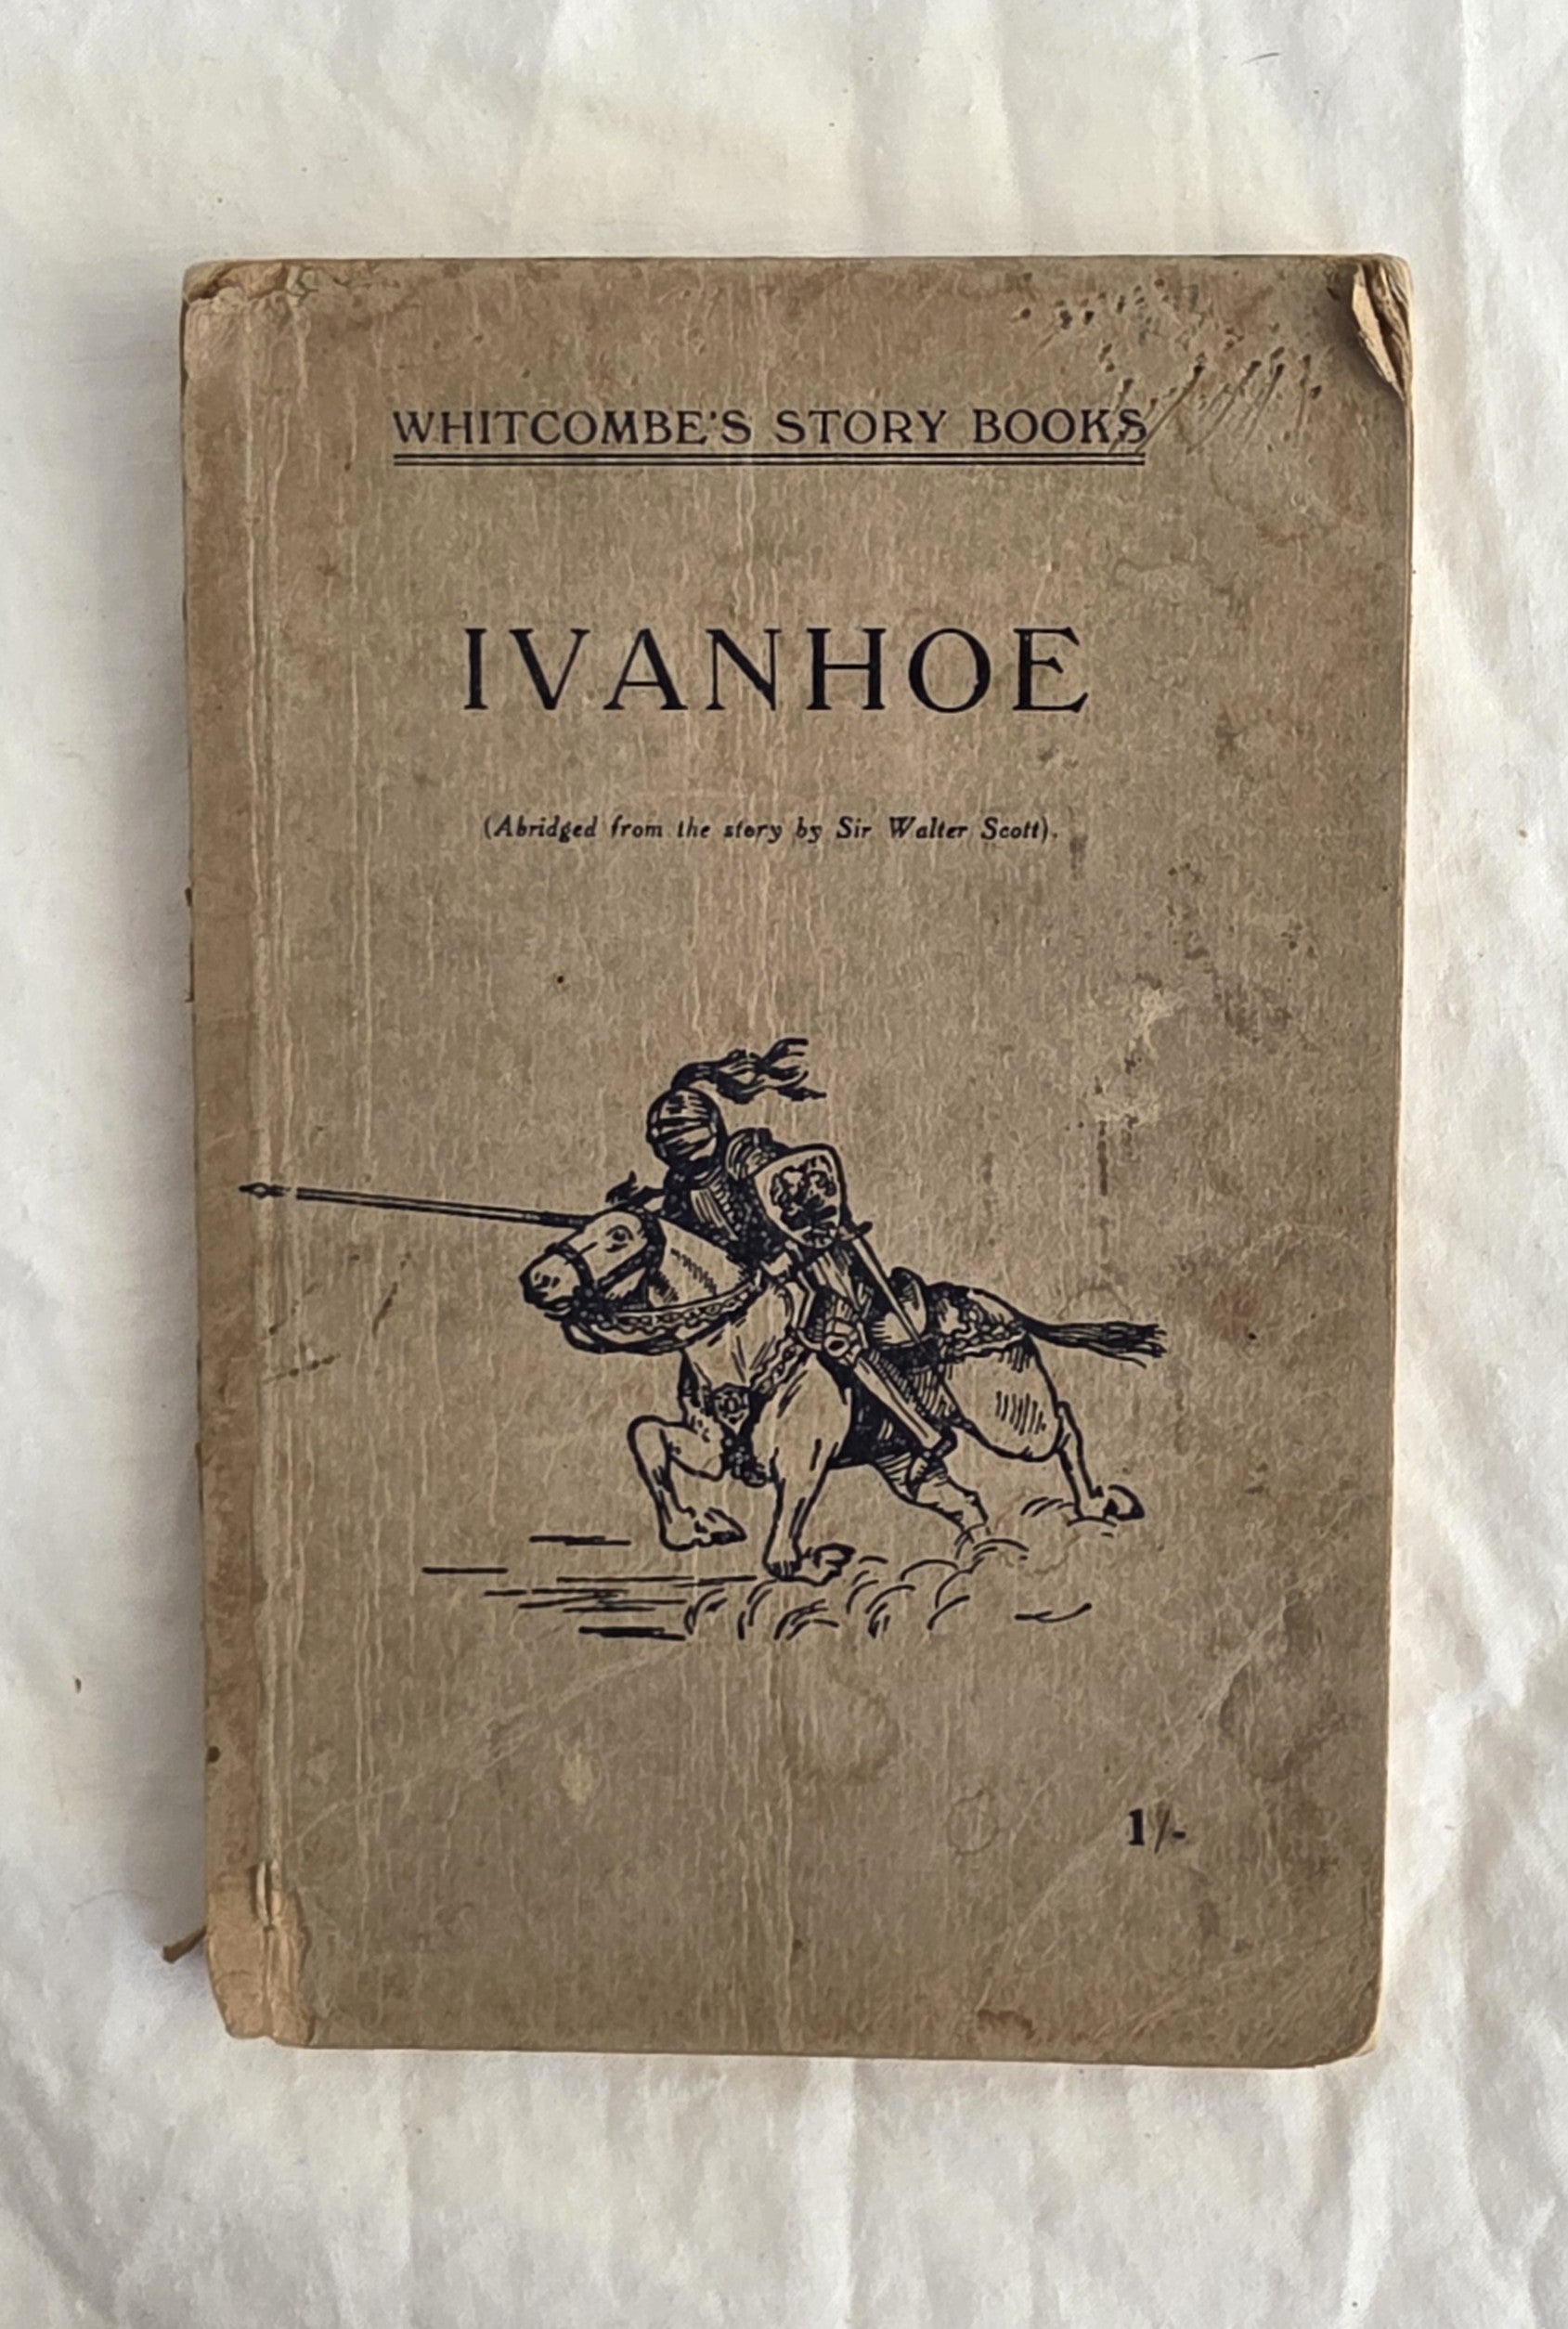 WHITCOMBE'S STORY BOOKS
IVANHOE
(Abridged from the story by Sir Walter Scott).
1/-